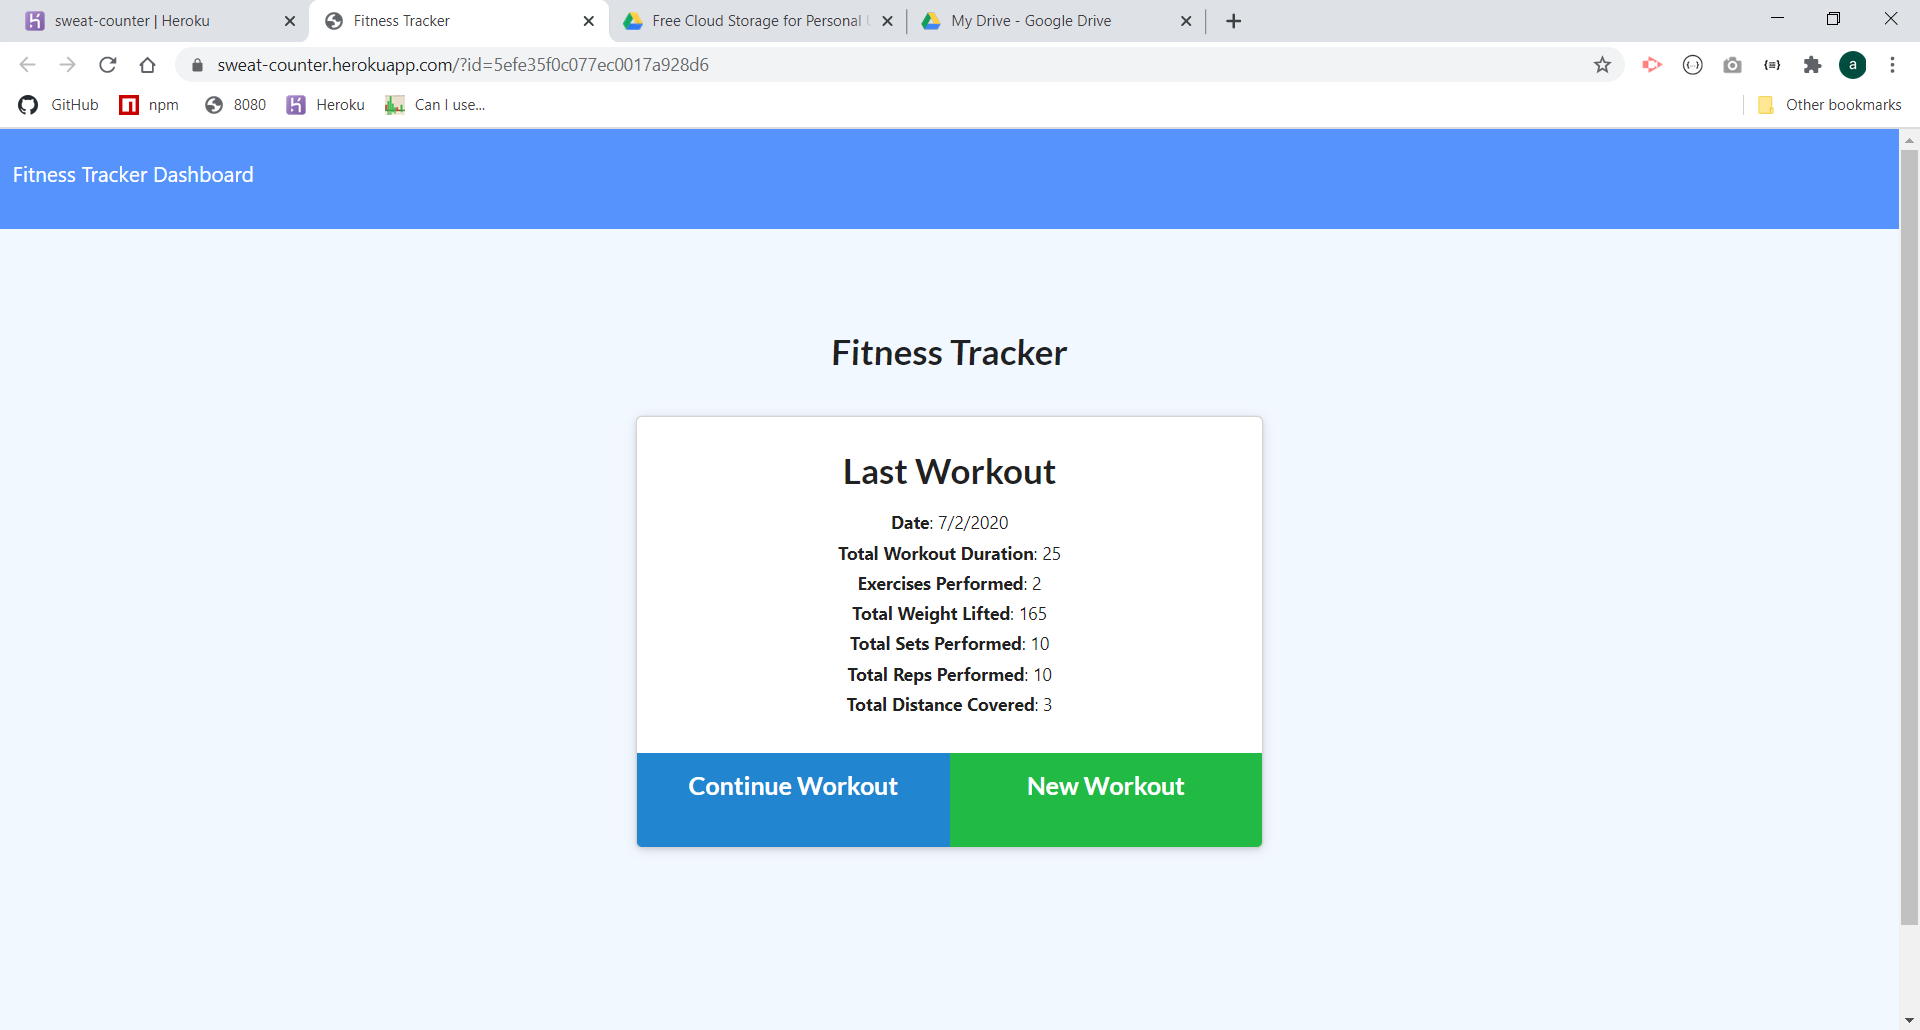 sweat-counter | Heroku
Fitness Tracker
Free Cloud Storage for Personal
My Drive - Google Drive
sweat-counter.herokuapp.com/?id=5efe35f0c077ec0017a928d6
a
GitHub
npm
8080
Heroku
Can I use...
Other bookmarks
Fitness Tracker Dashboard
Fitness Tracker
Last Workout
Date: 7/2/2020
Total Workout Duration: 25
Exercises Performed: 2
Total Weight Lifted: 165
Total Sets Performed: 10
Total Reps Performed: 10
Total Distance Covered: 3
Continue Workout
New Workout